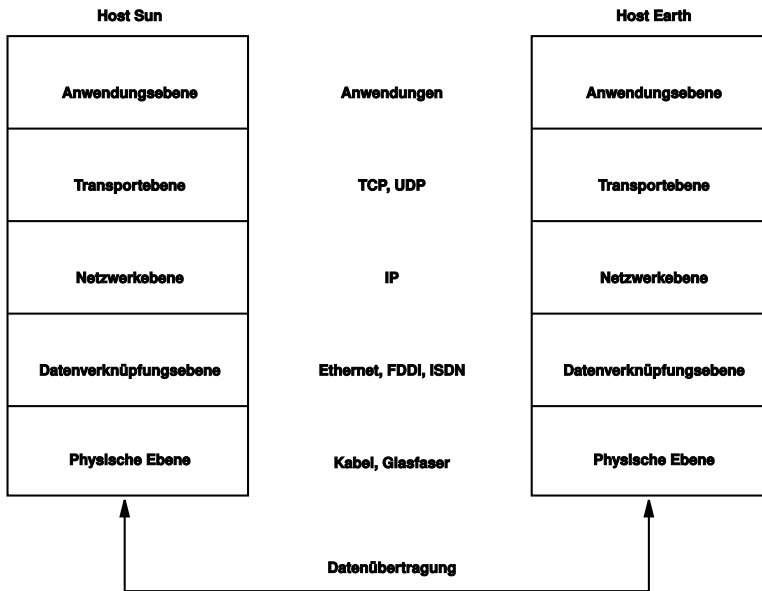 Host Sun
Host Earth
Anwendungsebene
Anwendungen
Anwendungsebene
Transportebene
TCP, UDP
Transportebene
Netzwerkebene
IP
Netzwerkebene
Datenverknüpfungsebene
Ethernet, FDDI, ISDN
Datenverknüpfungsebene
Physische Ebene
Kabel, Glasfaser
Physische Ebene
Datenübertragung